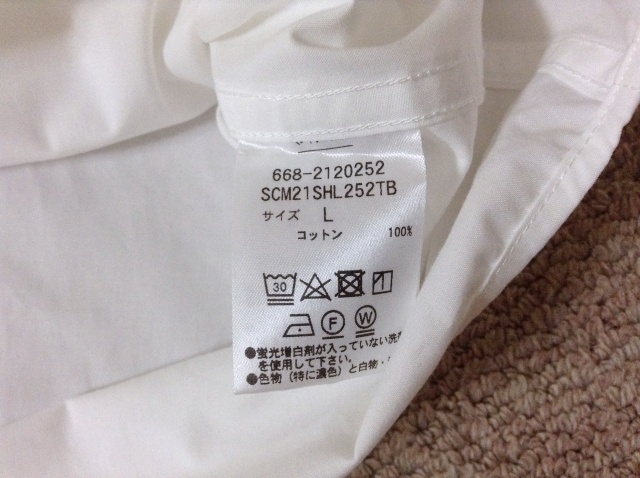 668-2120252
SCM21SHL252TB
サイズ L
コットン 100%
30
F W
●蛍光増白剤が入っていない洗
を使用して下さい。
●色物（特に濃色）と白物